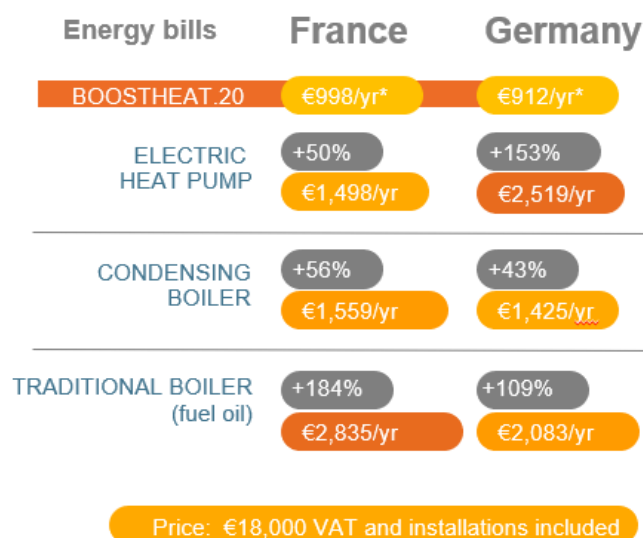 Energy bills France Germany
BOOSTHEAT.20 €998/yr* €912/yr*
ELECTRIC +50% +153%
HEAT PUMP €1,498/yr €2,519/yr
CONDENSING +56% +43%
BOILER €1,559/yr €1,425/yr
TRADITIONAL BOILER +184% +109%
(fuel oil) €2,835/yr €2,083/yr
Price: €18,000 VAT and installations included